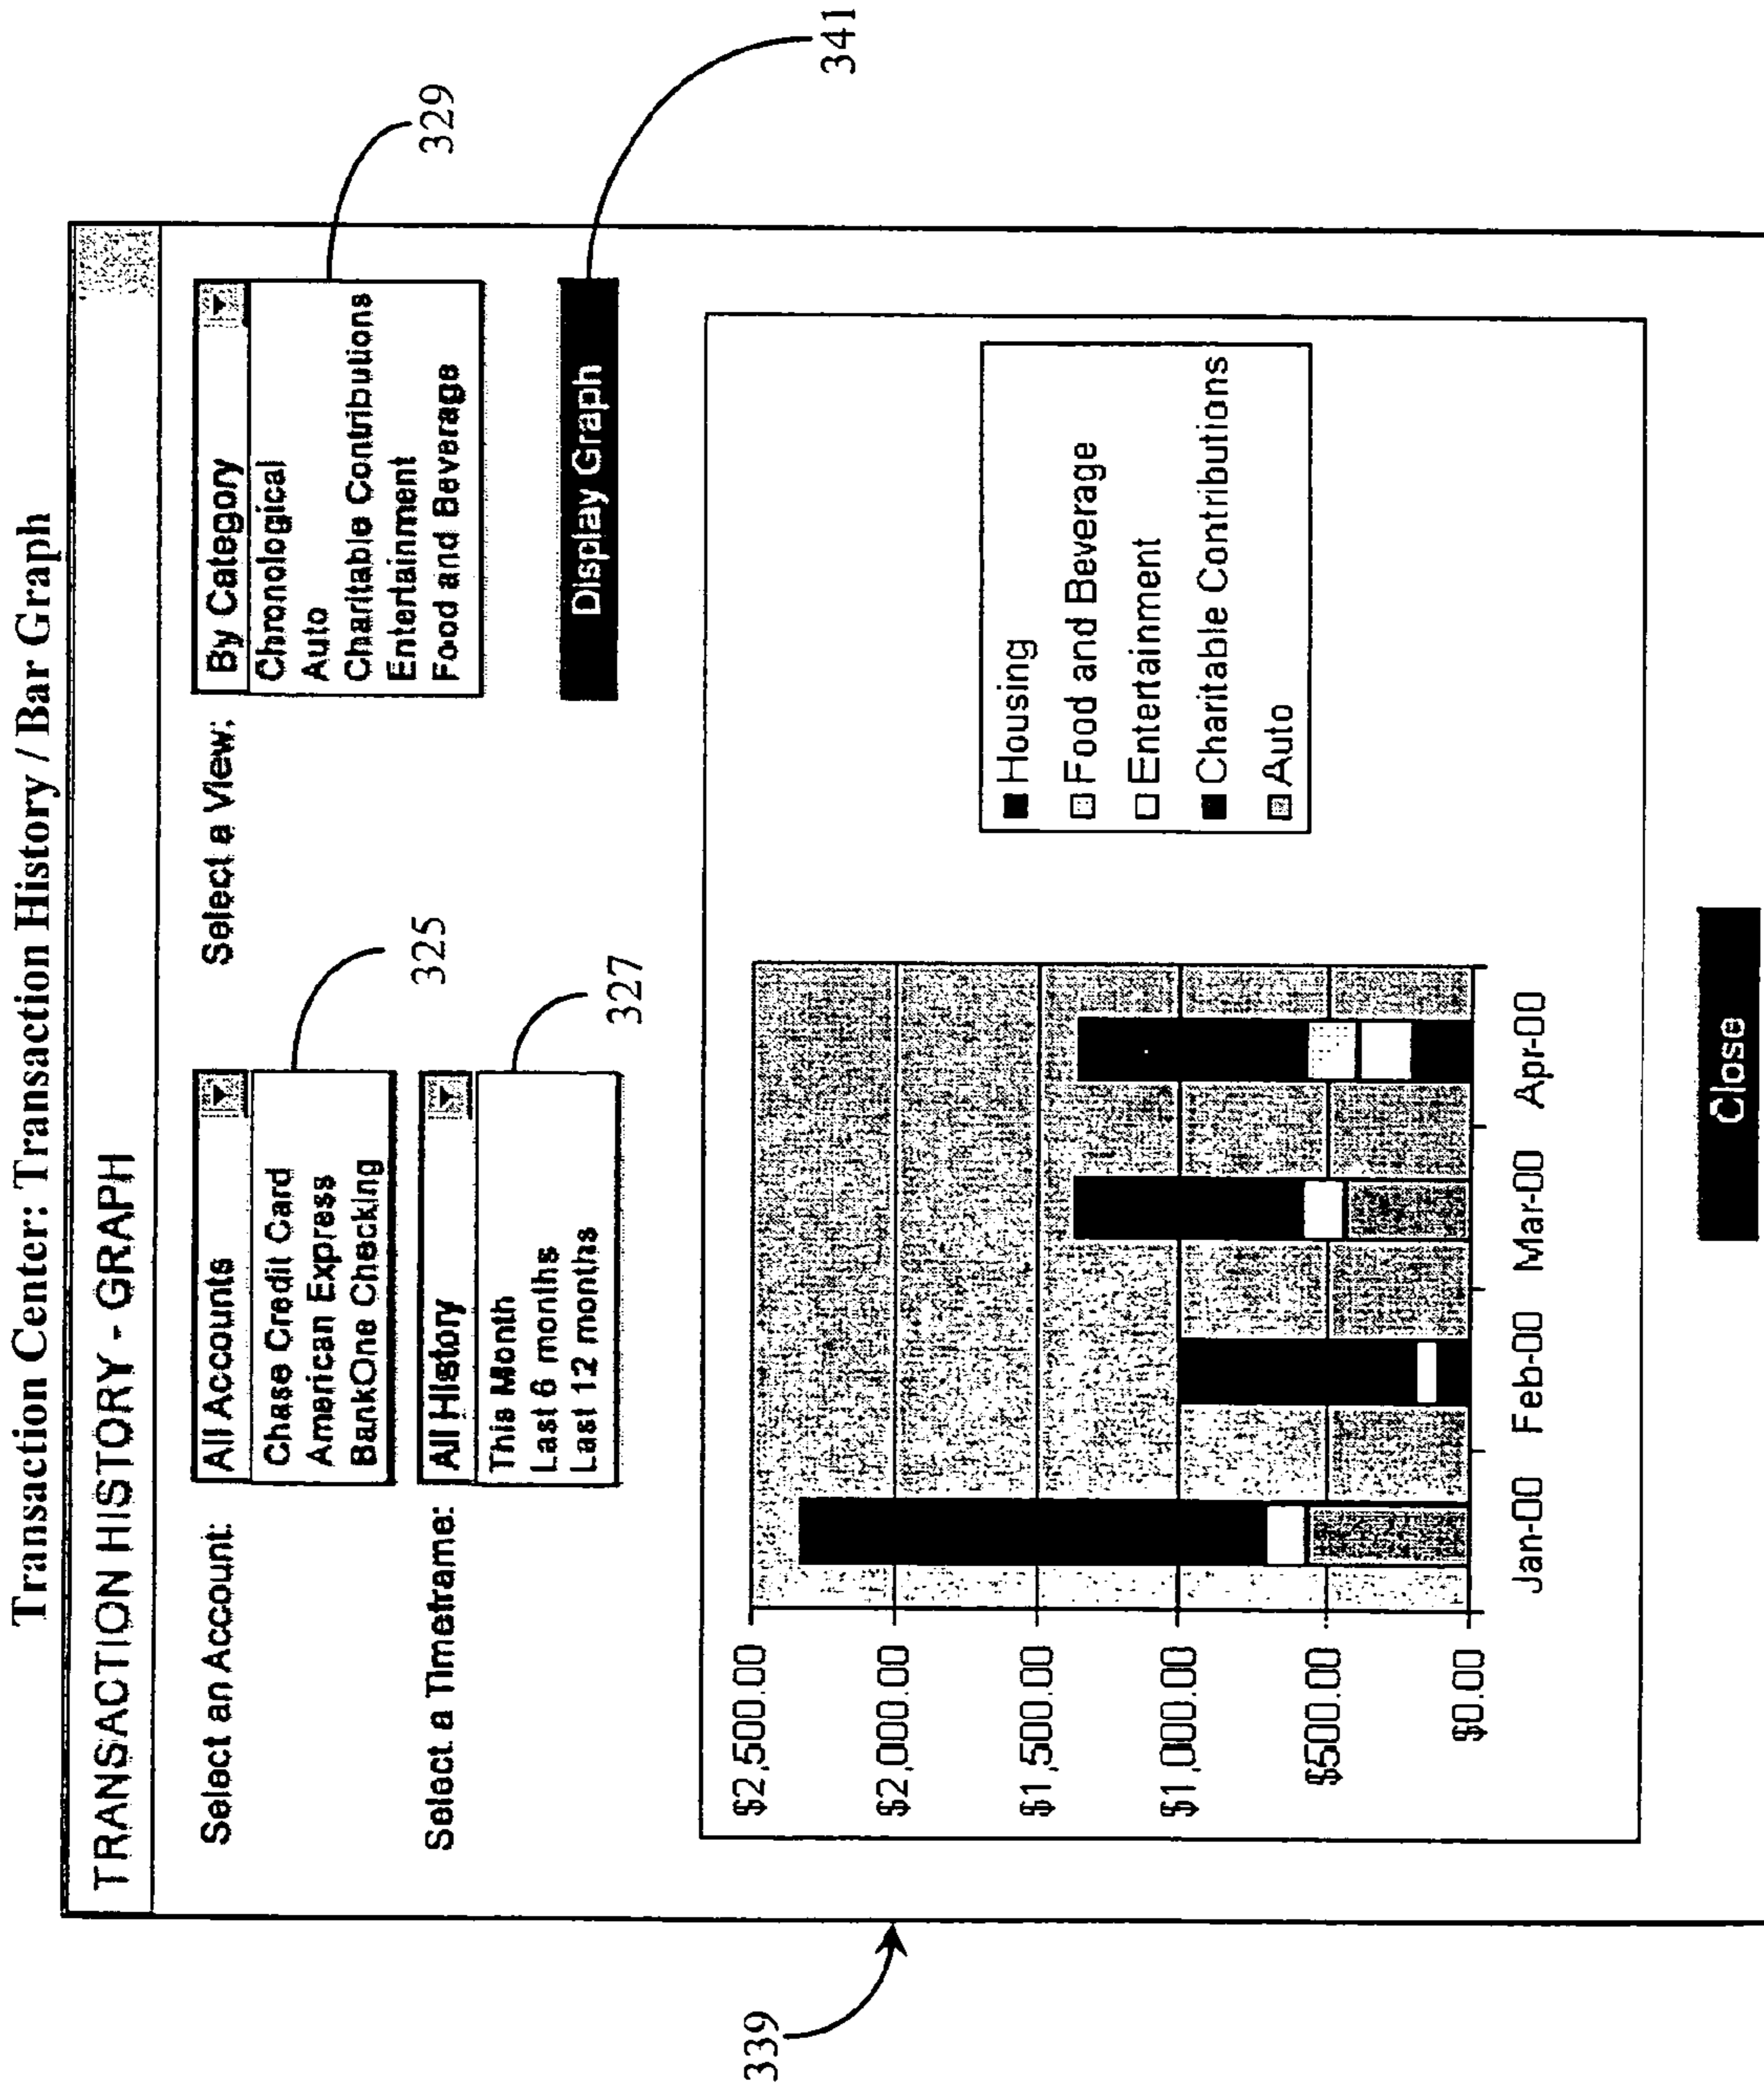 Transaction Center: Transaction History / Bar Graph
TRANSACTION HISTORY - GRAPH
Select an Account:
All Accounts
Chase Credit Card
American Express
BankOne Checking
325
Select a View:
By Category
Chronological
Auto
Charitable Contributions
Entertainment
Food and Beverage
329
Select a Timeframe:
All History
This Month
Last 6 months
Last 12 months
327
Display Graph
341
339
$2,500.00
$2,000.00
$1,500.00
$1,000.00
$500.00
$0.00
Jan-00 Feb-00 Mar-00 Apr-00
Housing
Food and Beverage
Entertainment
Charitable Contributions
Auto
Close